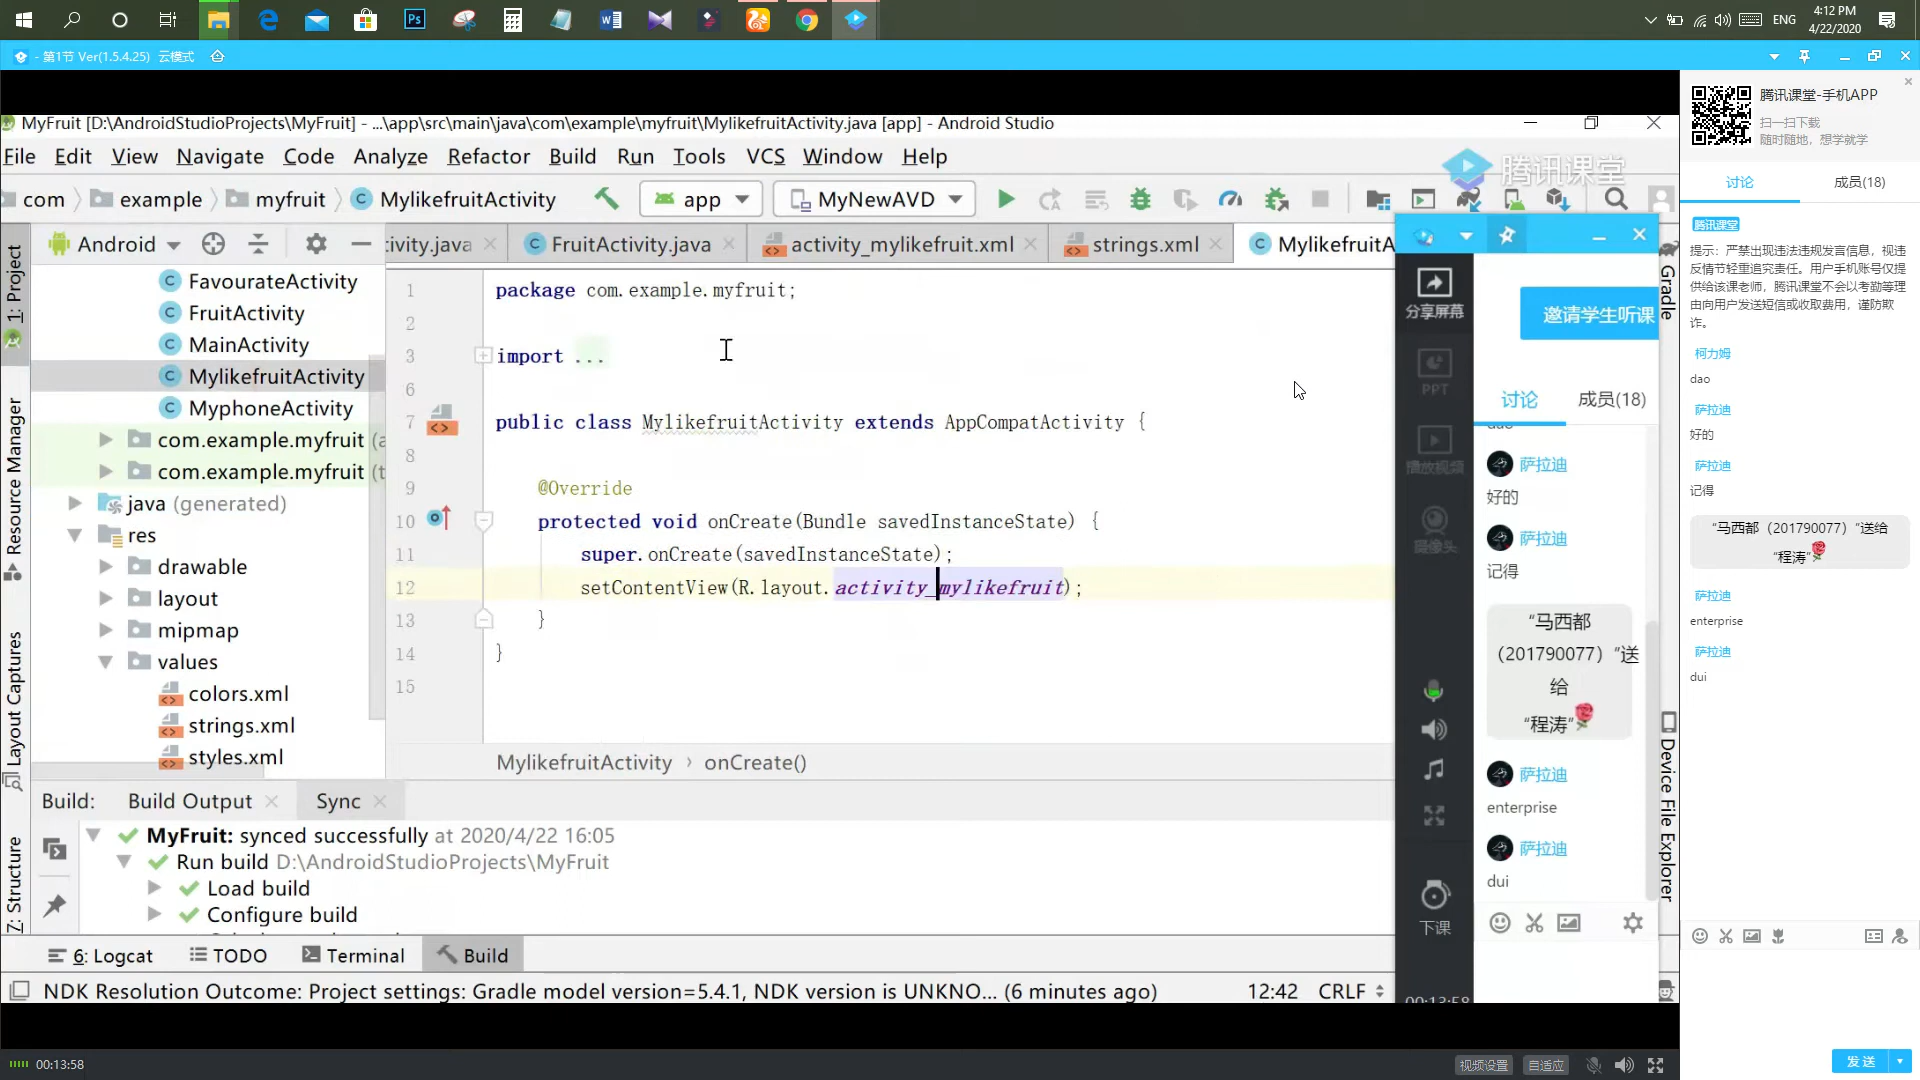 4:12 PM
ENG
4/22/2020
- 第1节 Ver(1.5.4.25) 云模式
MyFruit [D:\AndroidStudioProjects\MyFruit] - ...\app\src\main\java\com\example\myfruit\MylikefruitActivity.java [app] - Android Studio
File Edit View Navigate Code Analyze Refactor Build Run Tools VCS Window Help
腾讯课堂
com example myfruit MylikefruitActivity app MyNewAVD
Android
ivity.java FruitActivity.java activity_mylikefruit.xml strings.xml MylikefruitA
1: Project
Resource Manager
Layout Captures
Z: Structure
FavourateActivity
FruitActivity
MainActivity
MylikefruitActivity
MyphoneActivity
com.example.myfruit (a
com.example.myfruit (t
java (generated)
res
drawable
layout
mipmap
values
colors.xml
strings.xml
styles.xml
1 package com.example.myfruit;
2
3 import ...
6
7 public class MylikefruitActivity extends AppCompatActivity {
8
9 @Override
10 protected void onCreate(Bundle savedInstanceState) {
11 super.onCreate(savedInstanceState);
12 setContentView(R.layout.activity_mylikefruit);
13 }
14 }
15
MylikefruitActivity › onCreate()
Build: Build Output Sync
MyFruit: synced successfully at 2020/4/22 16:05
Run build D:\AndroidStudioProjects\MyFruit
Load build
Configure build
6: Logcat TODO Terminal Build
NDK Resolution Outcome: Project settings: Gradle model version=5.4.1, NDK version is UNKNO... (6 minutes ago) 12:42 CRLF
Gradle
Device File Explorer
分享屏幕
PPT
播放视频
摄像头
下课
00:13:58
邀请学生听课
讨论 成员(18)
dao
萨拉迪
好的
萨拉迪
记得
“马西都
（201790077）”送
给
“程涛”
萨拉迪
enterprise
萨拉迪
dui
腾讯课堂-手机APP
扫一扫下载
随时随地，想学就学
讨论 成员(18)
腾讯课堂
提示：严禁出现违法违规发言信息，视违
反情节轻重追究责任。用户手机账号仅提
供给该课老师，腾讯课堂不会以考勤等理
由向用户发送短信或收取费用，谨防欺
诈。
柯力姆
dao
萨拉迪
好的
萨拉迪
记得
“马西都（201790077）”送给
“程涛”
萨拉迪
enterprise
萨拉迪
dui
00:13:58
视频设置 自适应
发送